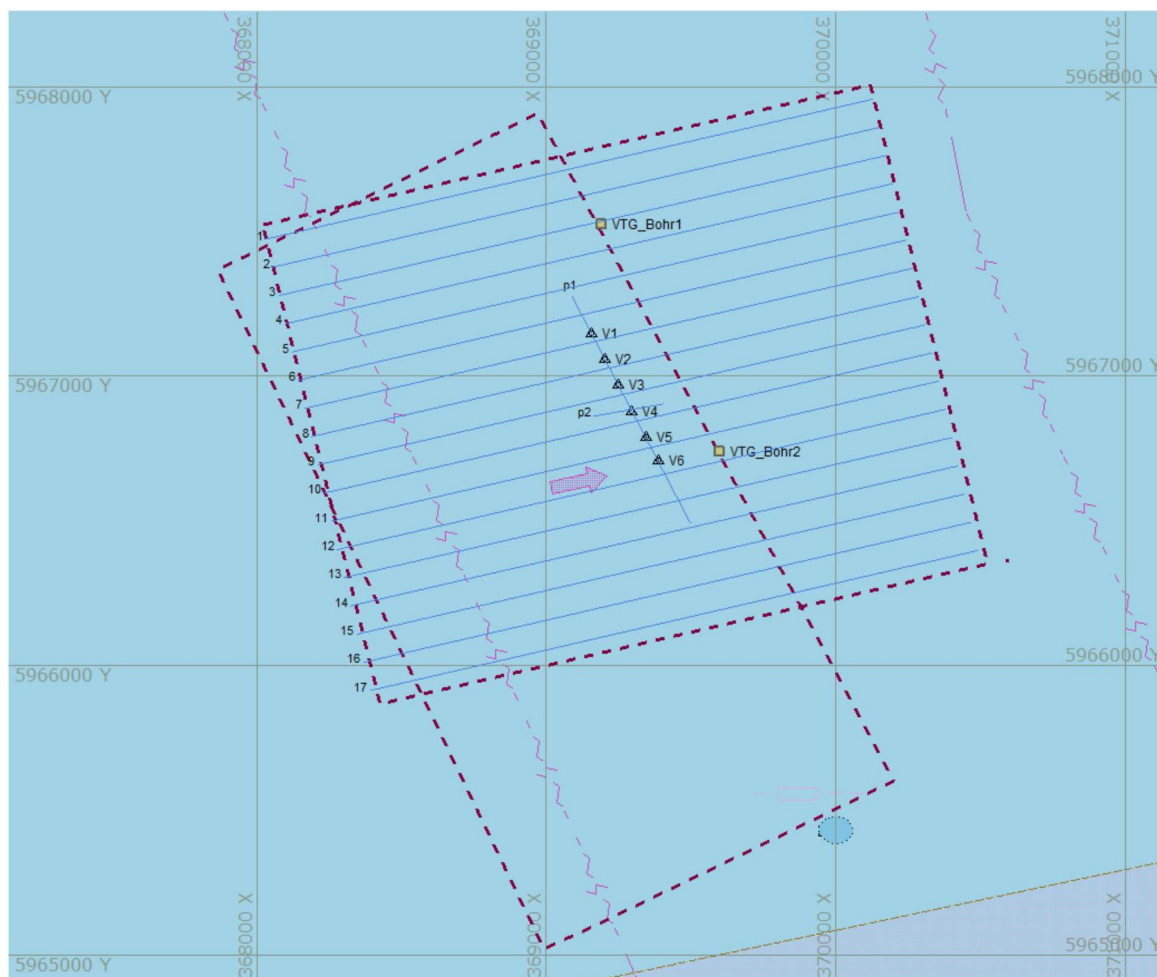 368000 X
369000 X
370000 X
371000 X
5968000 Y
5968000 Y
VTG_Bohr1
1
2
3
p1
4
V1
5
V2
5967000 Y
5967000 Y
6
V3
7
p2
V4
8
V5
VTG_Bohr2
9
V6
10
11
12
13
14
15
16
5966000 Y
5966000 Y
17
368000 X
369000 X
370000 X
371000 X
5965000 Y
5965000 Y